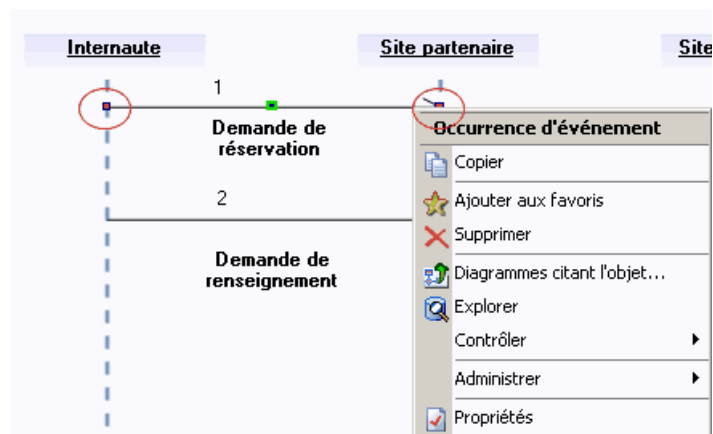 Internaute
Site partenaire
Site
1
Demande de
réservation
2
Demande de
renseignement
Occurrence d'événement
Copier
Ajouter aux favoris
Supprimer
Diagrammes citant l'objet...
Explorer
Contrôler
Administrer
Propriétés